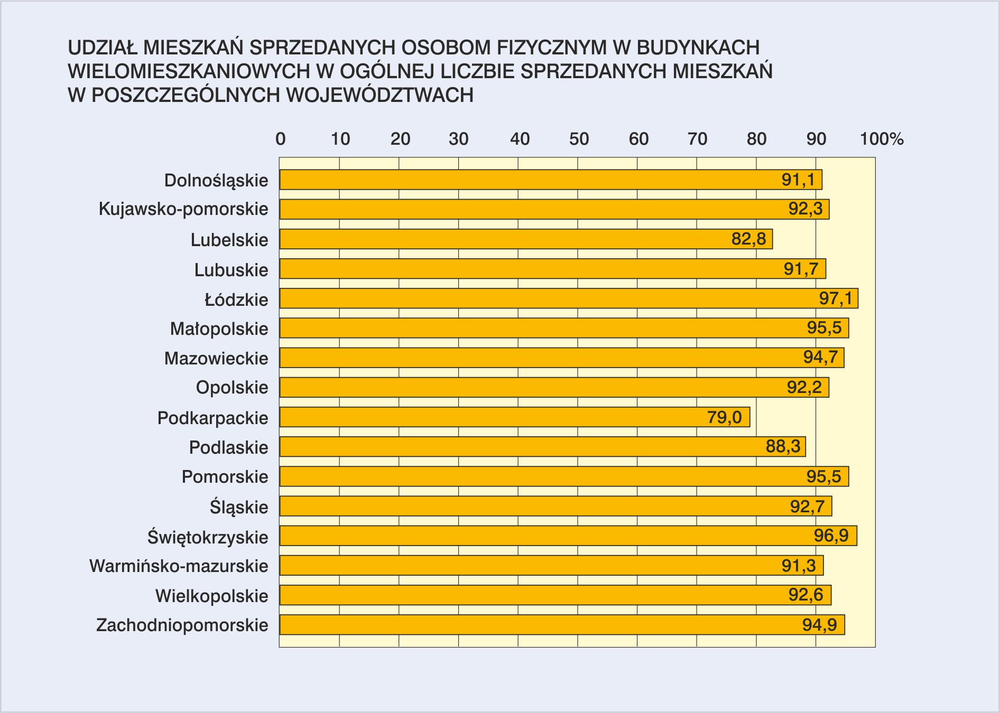 UDZIAŁ MIESZKAŃ SPRZEDANYCH OSOBOM FIZYCZNYM W BUDYNKACH
WIELOMIESZKANIOWYCH W OGÓLNEJ LICZBIE SPRZEDANYCH MIESZKAŃ
W POSZCZEGÓLNYCH WOJEWÓDZTWACH
0 10 20 30 40 50 60 70 80 90 100%
Dolnośląskie 91,1
Kujawsko-pomorskie 92,3
Lubelskie 82,8
Lubuskie 91,7
Łódzkie 97,1
Małopolskie 95,5
Mazowieckie 94,7
Opolskie 92,2
Podkarpackie 79,0
Podlaskie 88,3
Pomorskie 95,5
Śląskie 92,7
Świętokrzyskie 96,9
Warmińsko-mazurskie 91,3
Wielkopolskie 92,6
Zachodniopomorskie 94,9